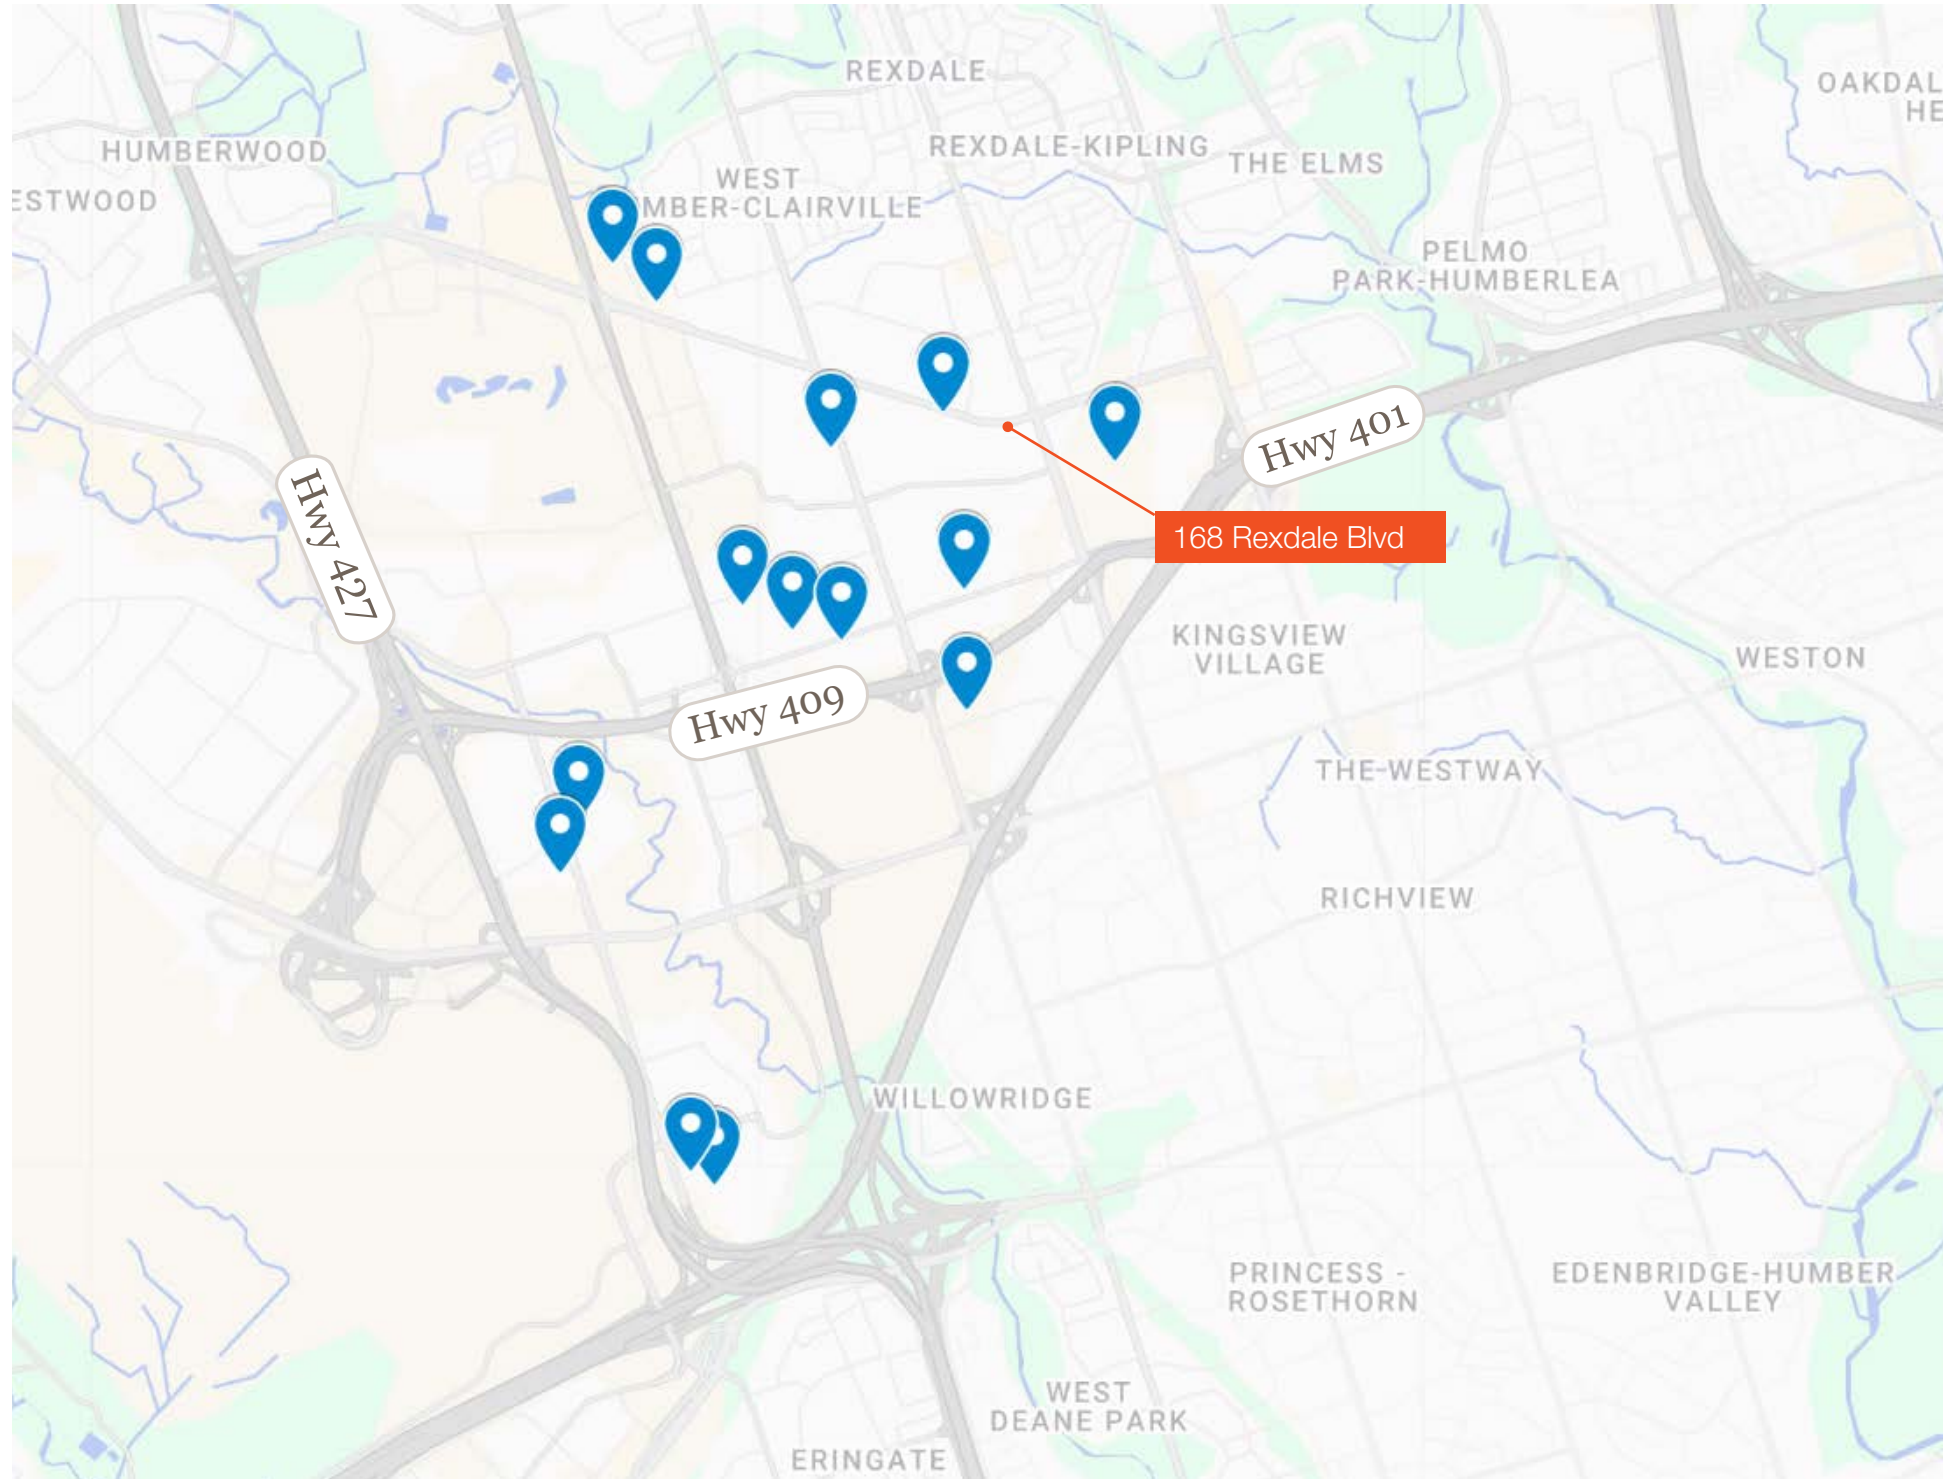 REXDALE
OAKDAL
HE
HUMBERWOOD
REXDALE-KIPLING
THE ELMS
WEST
MBER-CLAIRVILLE
ESTWOOD
PELMO
PARK-HUMBERLEA
Hwy 401
Hwy 427
168 Rexdale Blvd
KINGSVIEW
VILLAGE
WESTON
Hwy 409
THE-WESTWAY
RICHVIEW
WILLOWRIDGE
PRINCESS -
ROSETHORN
EDENBRIDGE-HUMBER
VALLEY
WEST
DEANE PARK
ERINGATE